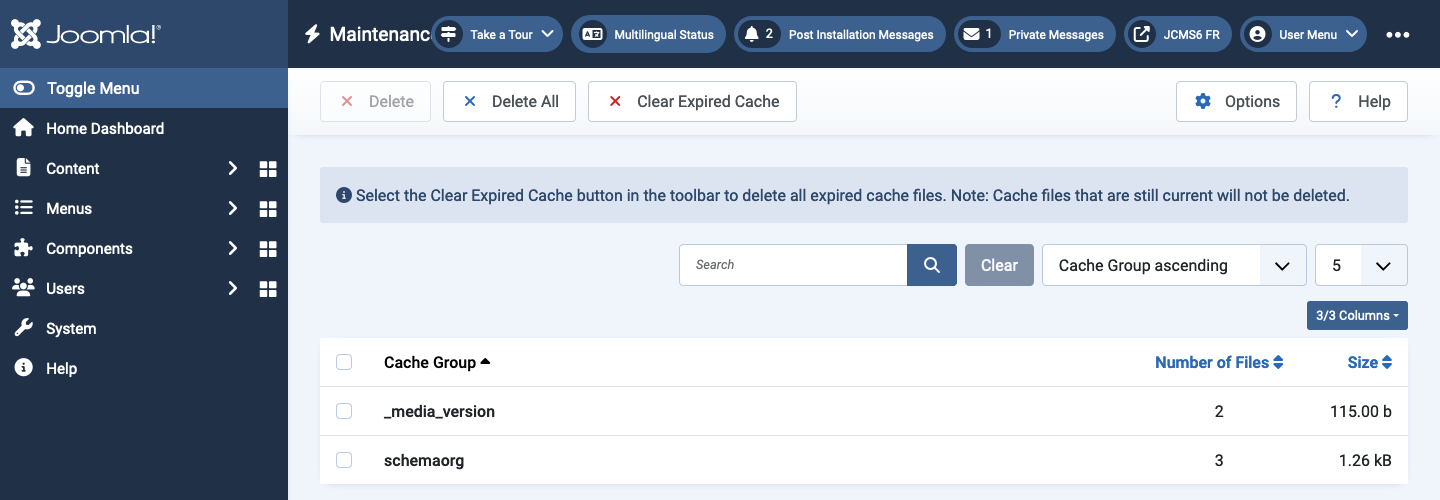 Joomla!®
Maintenanc
Take a Tour
Multilingual Status
2 Post Installation Messages
1 Private Messages
JCMS6 FR
User Menu
Toggle Menu
Home Dashboard
Content
Menus
Components
Users
System
Help
Delete
Delete All
Clear Expired Cache
Options
? Help
Select the Clear Expired Cache button in the toolbar to delete all expired cache files. Note: Cache files that are still current will not be deleted.
Search
Clear
Cache Group ascending
5
3/3 Columns
Cache Group Number of Files Size
_media_version 2 115.00 b
schemaorg 3 1.26 kB